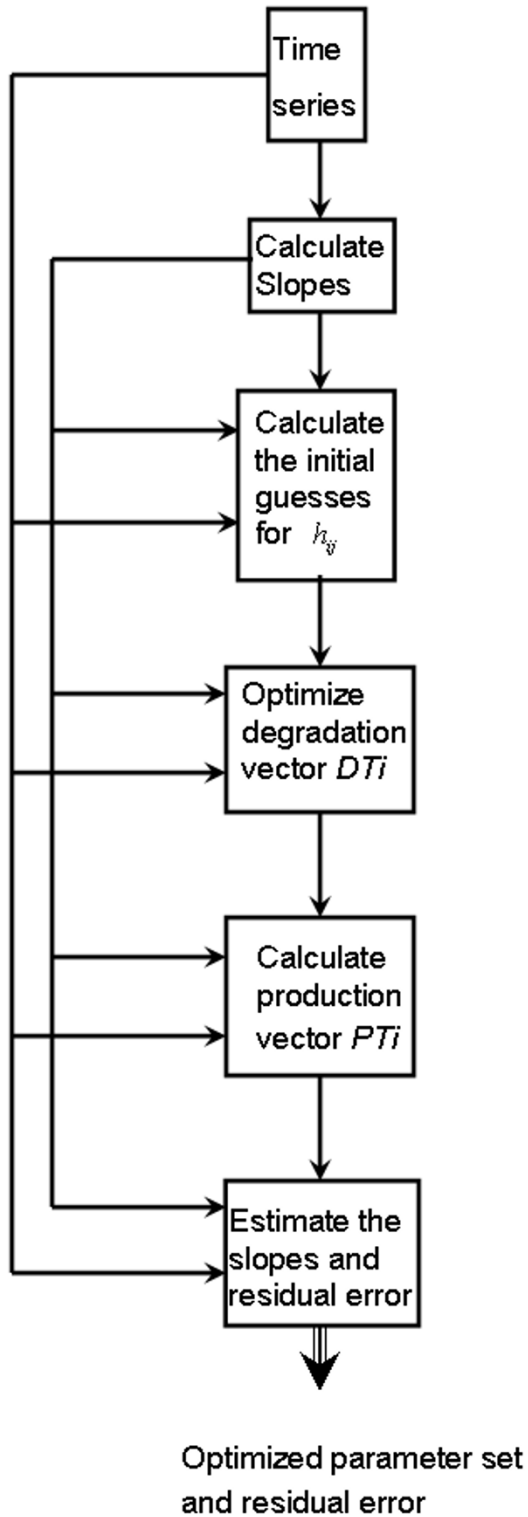 Time
series
Calculate
Slopes
Calculate
the initial
guesses
for h_ij
Optimize
degradation
vector DTi
Calculate
production
vector PTi
Estimate the
slopes and
residual error
Optimized parameter set
and residual error